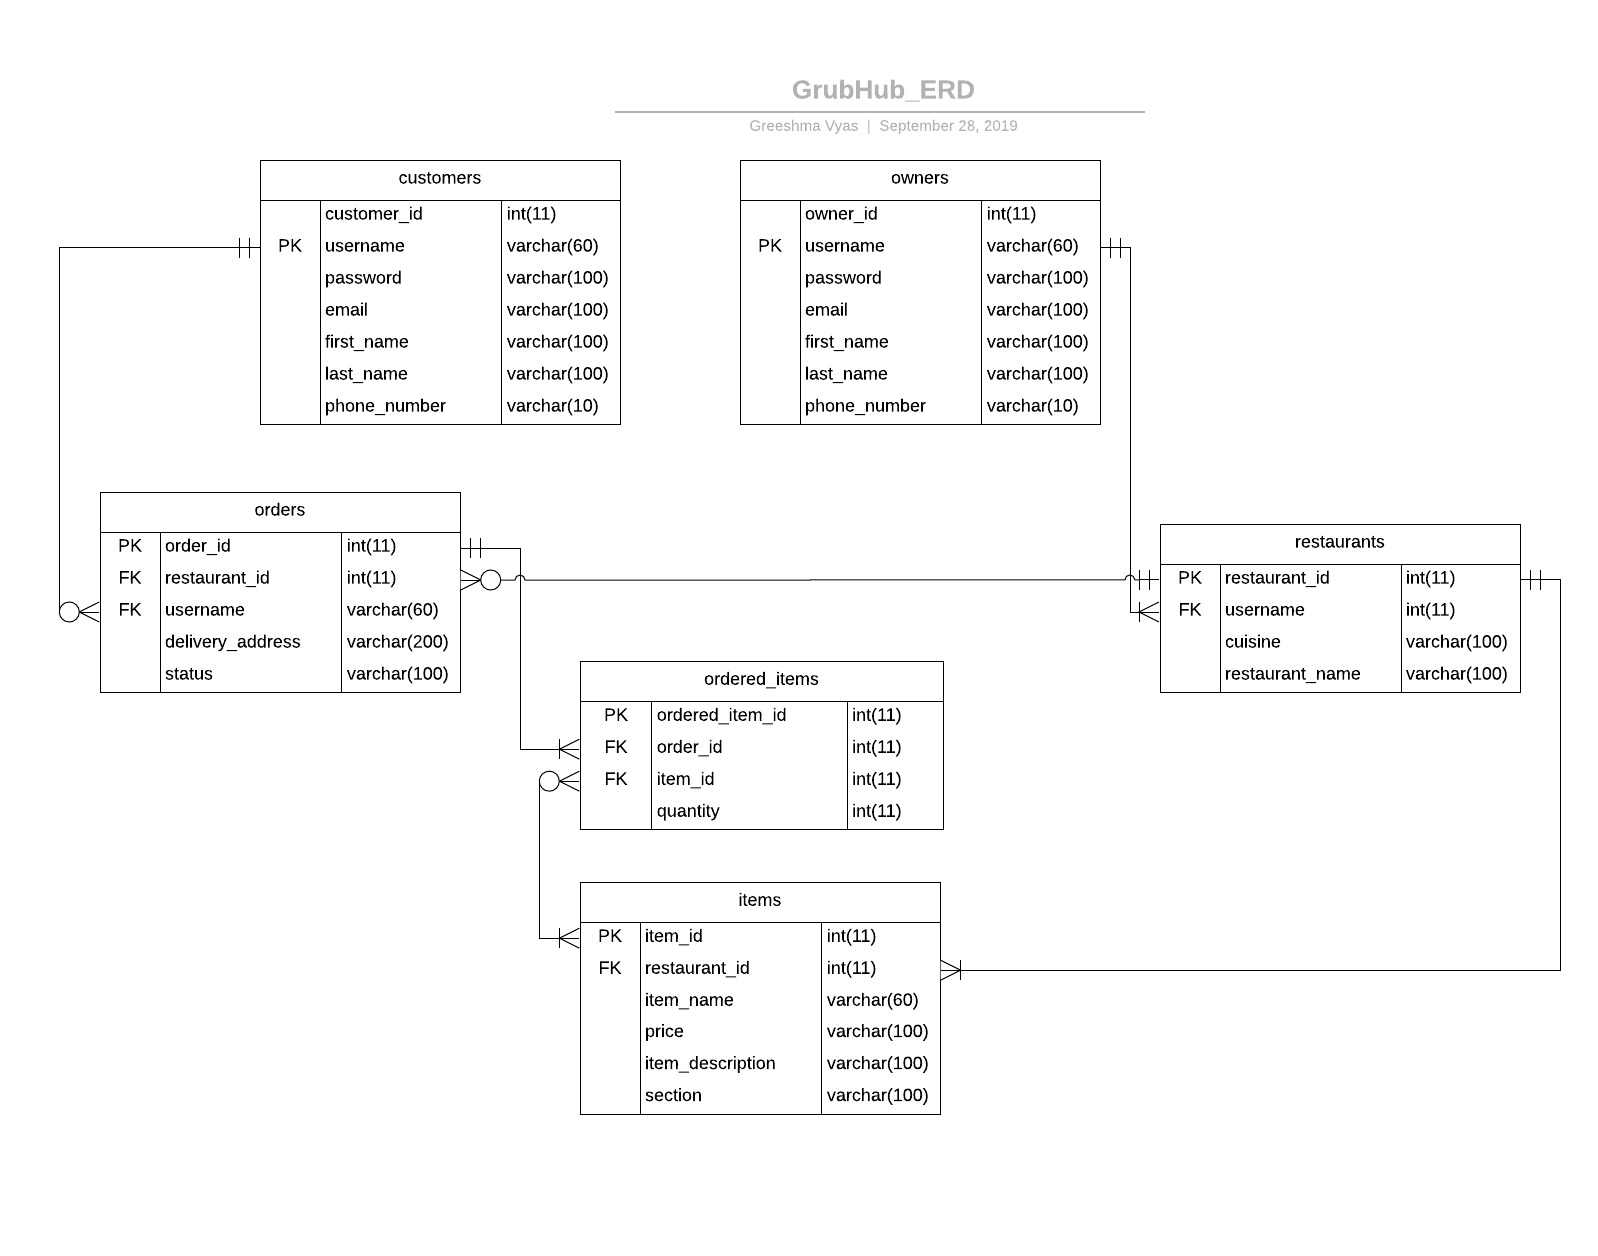 GrubHub_ERD
Greeshma Vyas | September 28, 2019
customers
customer_id int(11)
PK username varchar(60)
password varchar(100)
email varchar(100)
first_name varchar(100)
last_name varchar(100)
phone_number varchar(10)
owners
owner_id int(11)
PK username varchar(60)
password varchar(100)
email varchar(100)
first_name varchar(100)
last_name varchar(100)
phone_number varchar(10)
orders
PK order_id int(11)
FK restaurant_id int(11)
FK username varchar(60)
delivery_address varchar(200)
status varchar(100)
restaurants
PK restaurant_id int(11)
FK username int(11)
cuisine varchar(100)
restaurant_name varchar(100)
ordered_items
PK ordered_item_id int(11)
FK order_id int(11)
FK item_id int(11)
quantity int(11)
items
PK item_id int(11)
FK restaurant_id int(11)
item_name varchar(60)
price varchar(100)
item_description varchar(100)
section varchar(100)